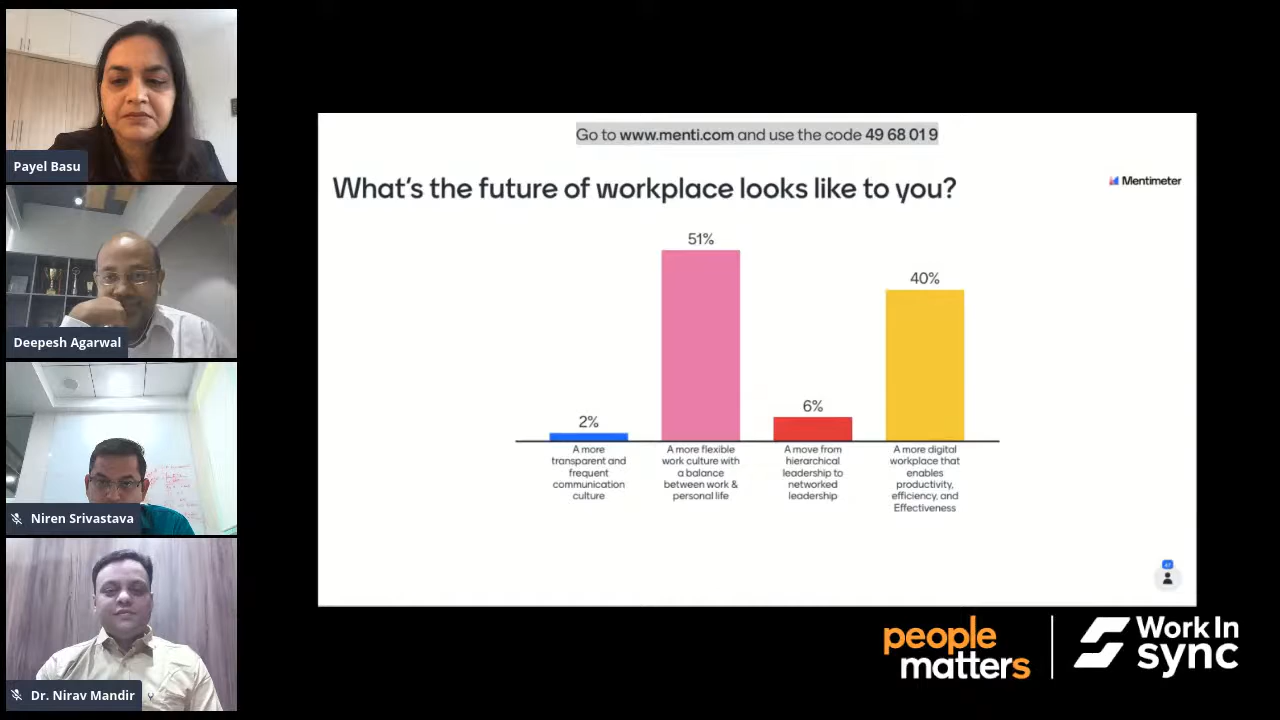 Payel Basu
Deepesh Agarwal
Niren Srivastava
Dr. Nirav Mandir
Go to www.menti.com and use the code 49 68 01 9
What's the future of workplace looks like to you?
Mentimeter
51%
40%
6%
2%
A more
transparent and
frequent
communication
culture
A more flexible
work culture with
a balance
between work &
personal life
A move from
hierarchical
leadership to
networked
leadership
A more digital
workplace that
enables
productivity,
efficiency, and
Effectiveness
people
matters
Work In
sync